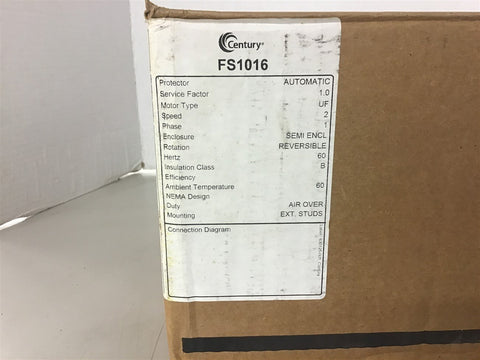 Century®
FS1016
Protector AUTOMATIC
Service Factor 1.0
Motor Type UF
Speed 2
Phase 1
Enclosure SEMI ENCL
Rotation REVERSIBLE
Hertz 60
Insulation Class B
Efficiency
Ambient Temperature 60
NEMA Design
Duty AIR OVER
Mounting EXT. STUDS
Connection Diagram